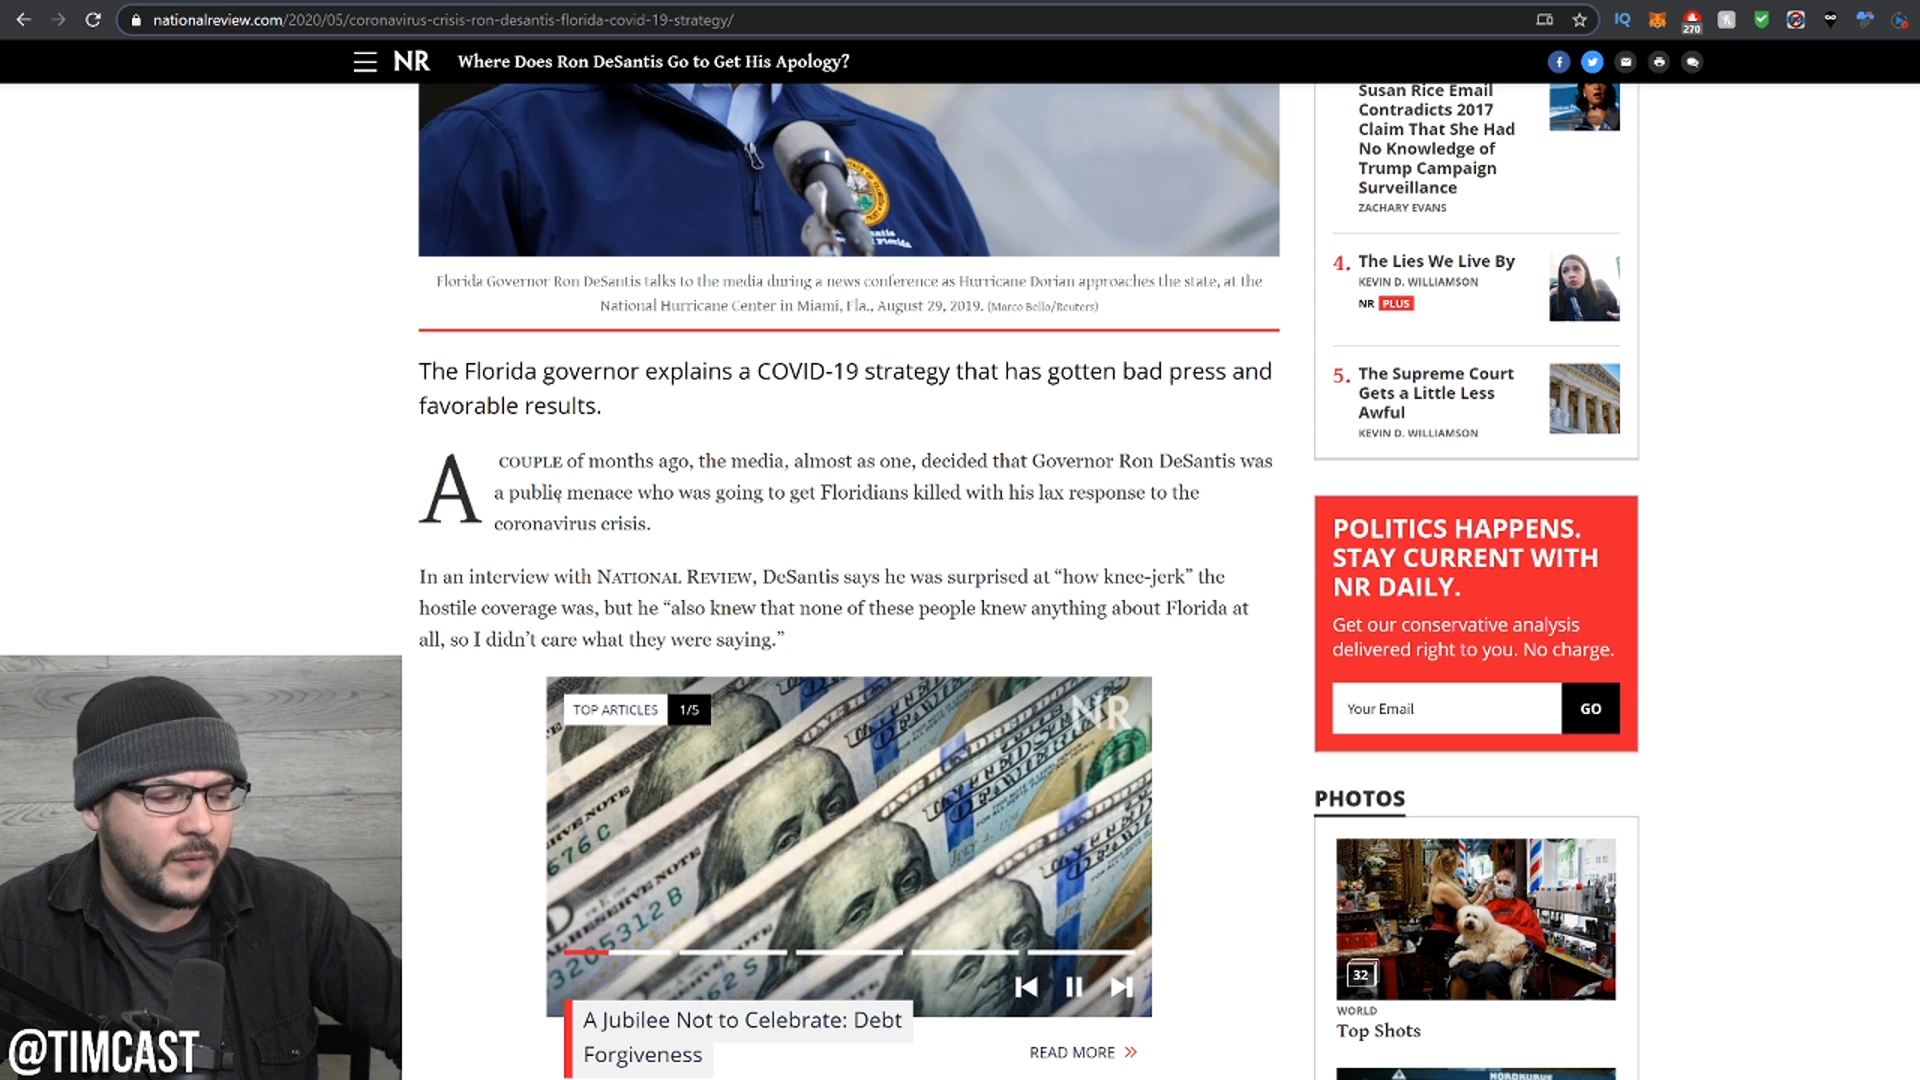 nationalreview.com/2020/05/coronavirus-crisis-ron-desantis-florida-covid-19-strategy/
IQ
270
NR Where Does Ron DeSantis Go to Get His Apology?
Florida Governor Ron DeSantis talks to the media during a news conference as Hurricane Dorian approaches the state, at the
National Hurricane Center in Miami, Fla., August 29, 2019. (Marco Bello/Reuters)
The Florida governor explains a COVID-19 strategy that has gotten bad press and
favorable results.
A COUPLE of months ago, the media, almost as one, decided that Governor Ron DeSantis was
a public menace who was going to get Floridians killed with his lax response to the
coronavirus crisis.
In an interview with NATIONAL REVIEW, DeSantis says he was surprised at “how knee-jerk” the
hostile coverage was, but he “also knew that none of these people knew anything about Florida at
all, so I didn’t care what they were saying.”
TOP ARTICLES 1/5
NR
A Jubilee Not to Celebrate: Debt
Forgiveness
READ MORE »
Susan Rice Email
Contradicts 2017
Claim That She Had
No Knowledge of
Trump Campaign
Surveillance
ZACHARY EVANS
4. The Lies We Live By
KEVIN D. WILLIAMSON
NR PLUS
5. The Supreme Court
Gets a Little Less
Awful
KEVIN D. WILLIAMSON
POLITICS HAPPENS.
STAY CURRENT WITH
NR DAILY.
Get our conservative analysis
delivered right to you. No charge.
Your Email GO
PHOTOS
32
WORLD
Top Shots
@TIMCAST